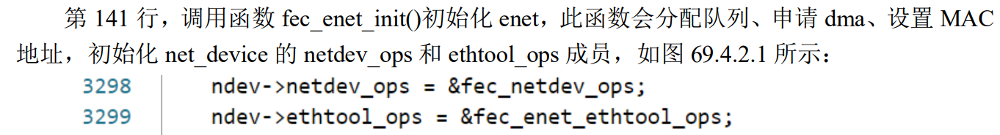 第 141 行，调用函数 fec_enet_init()初始化 enet，此函数会分配队列、申请 dma、设置 MAC
地址，初始化 net_device 的 netdev_ops 和 ethtool_ops 成员，如图 69.4.2.1 所示：
3298 ndev->netdev_ops = &fec_netdev_ops;
3299 ndev->ethtool_ops = &fec_enet_ethtool_ops;